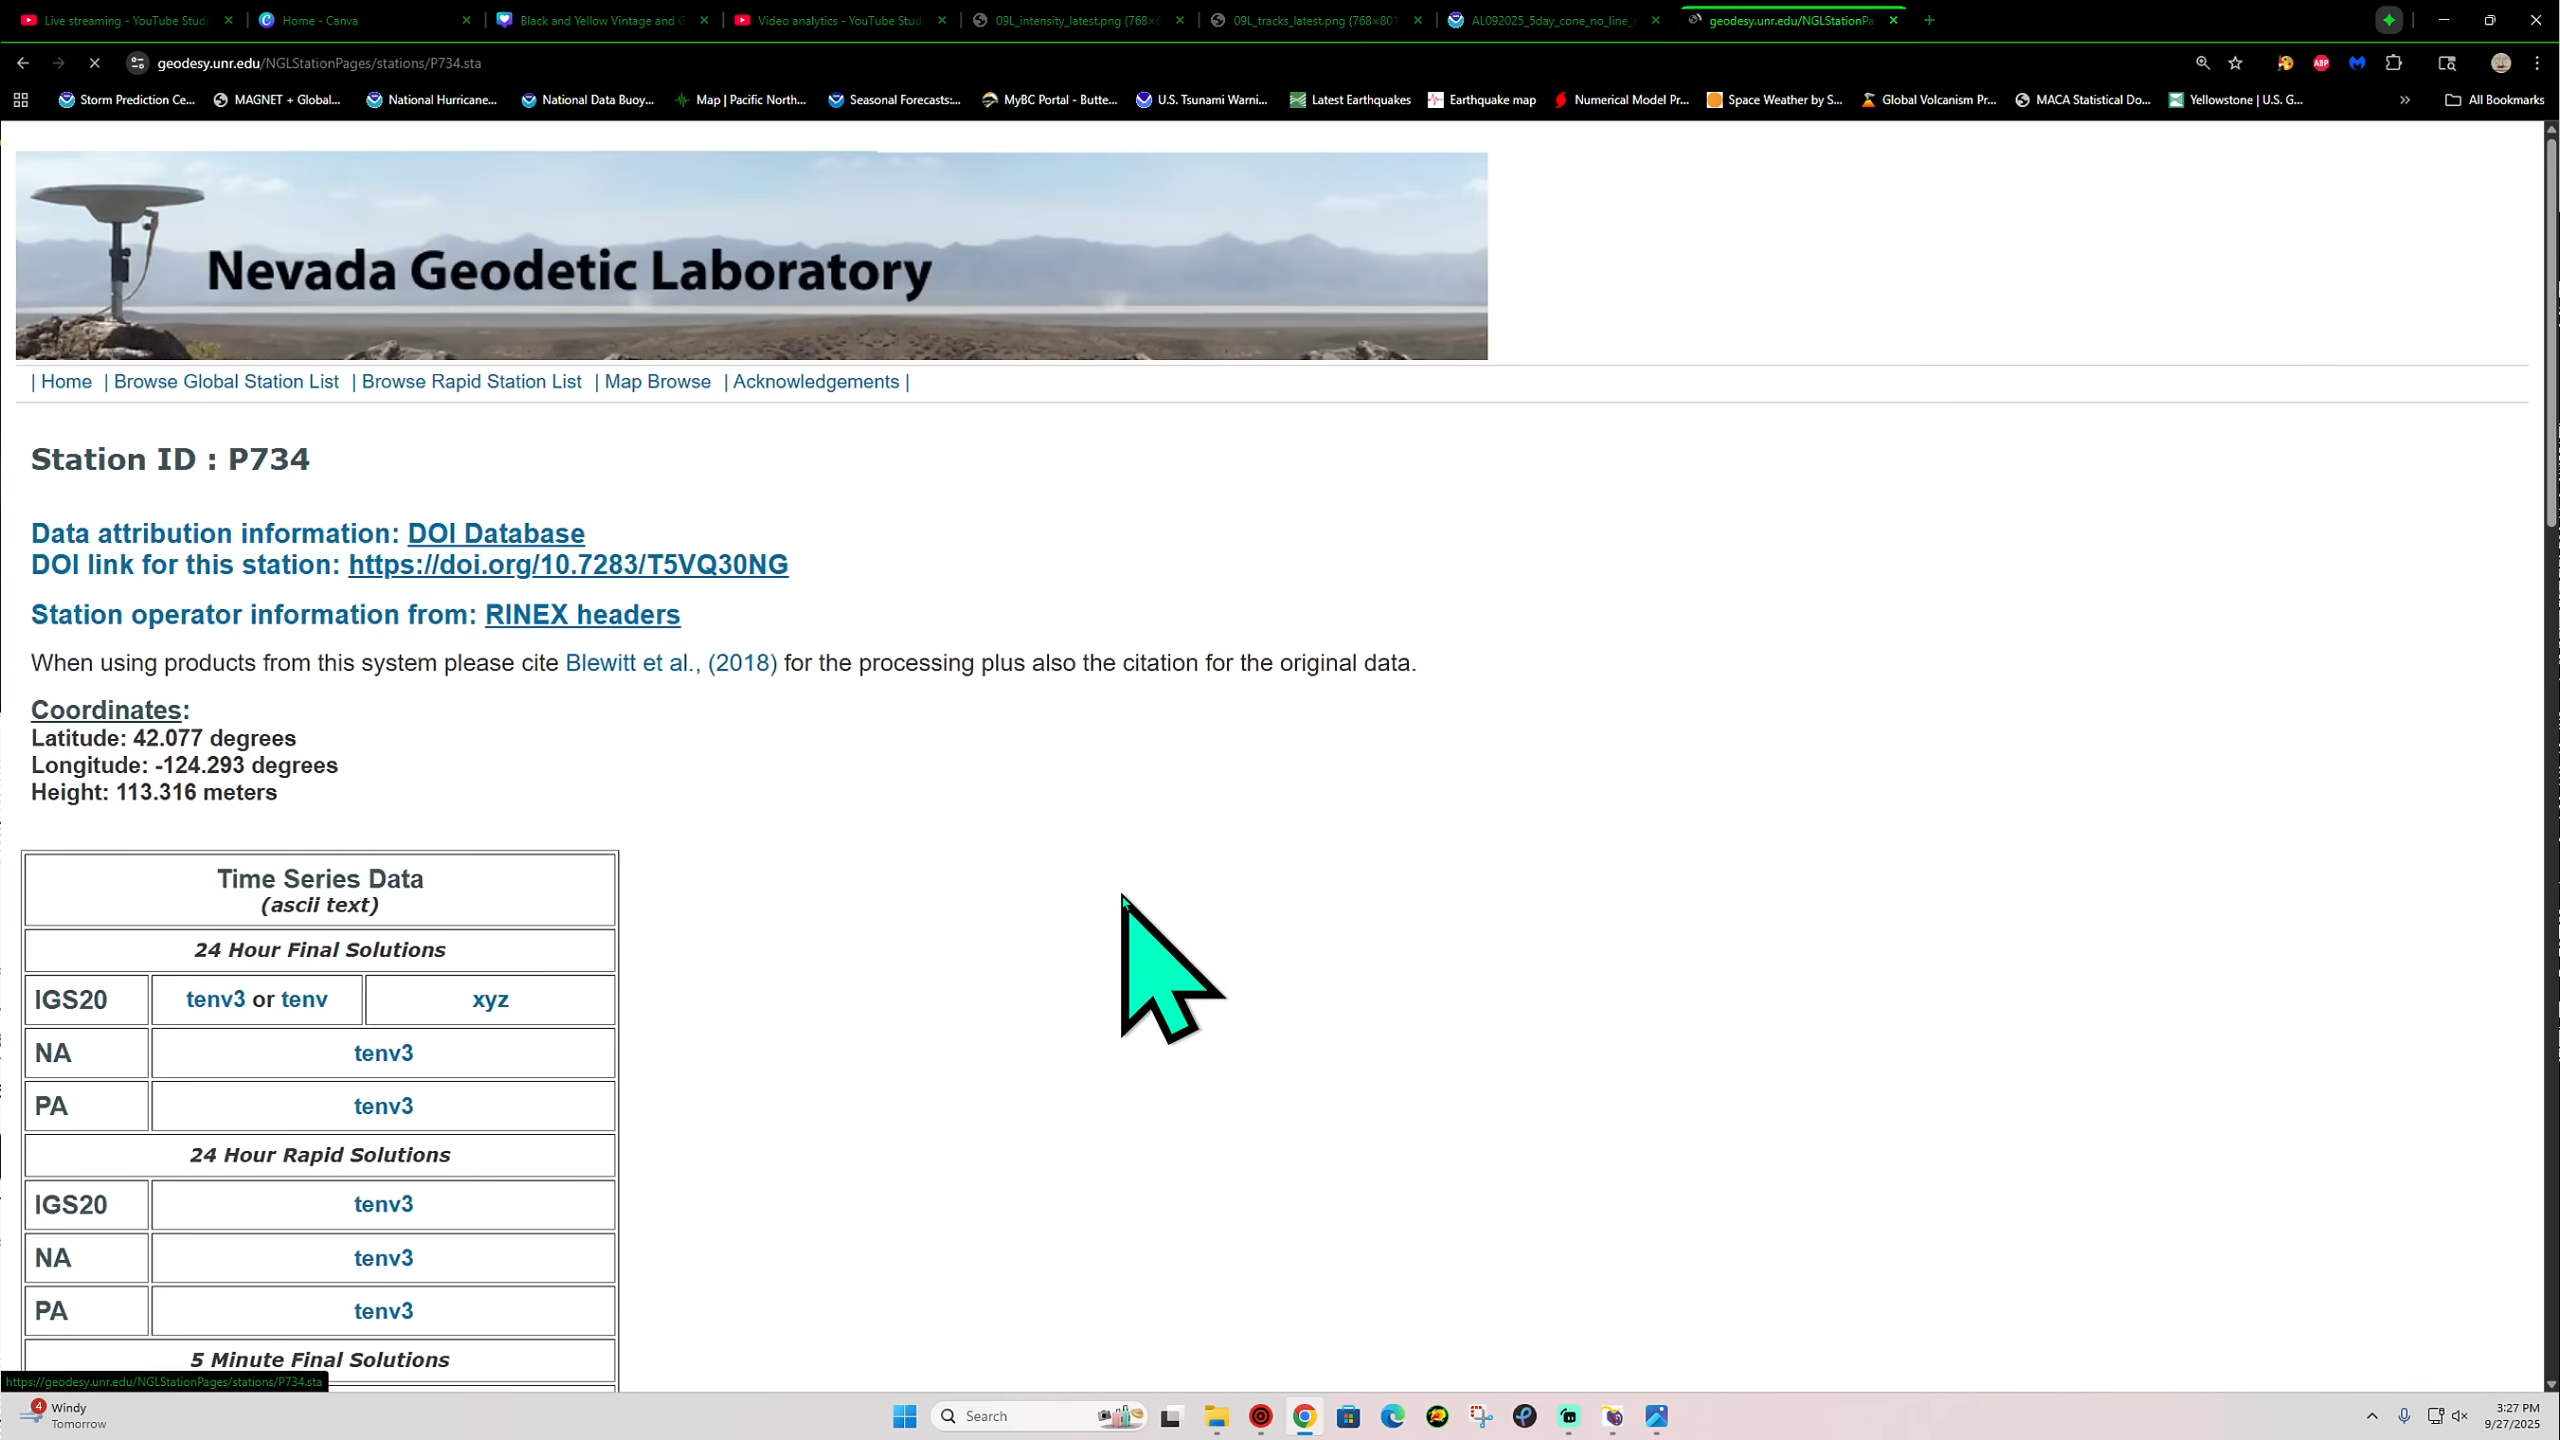 Live streaming - YouTube Studi
Home - Canva
Black and Yellow Vintage and G
Video analytics - YouTube Stud
09L_intensity_latest.png (768×6
09L_tracks_latest.png (768×801
AL092025_5day_cone_no_line_
geodesy.unr.edu/NGLStationPa
geodesy.unr.edu/NGLStationPages/stations/P734.sta
ABP
Storm Prediction Ce...
MAGNET + Global...
National Hurricane...
National Data Buoy...
Map | Pacific North...
Seasonal Forecasts:...
MyBC Portal - Butte...
U.S. Tsunami Warni...
Latest Earthquakes
Earthquake map
Numerical Model Pr...
Space Weather by S...
Global Volcanism Pr...
MACA Statistical Do...
Yellowstone | U.S. G...
All Bookmarks
Nevada Geodetic Laboratory
| Home | Browse Global Station List | Browse Rapid Station List | Map Browse | Acknowledgements |
Station ID : P734
Data attribution information: DOI Database
DOI link for this station: https://doi.org/10.7283/T5VQ30NG
Station operator information from: RINEX headers
When using products from this system please cite Blewitt et al., (2018) for the processing plus also the citation for the original data.
Coordinates:
Latitude: 42.077 degrees
Longitude: -124.293 degrees
Height: 113.316 meters
Time Series Data
(ascii text)
24 Hour Final Solutions
IGS20 tenv3 or tenv xyz
NA tenv3
PA tenv3
24 Hour Rapid Solutions
IGS20 tenv3
NA tenv3
PA tenv3
5 Minute Final Solutions
https://geodesy.unr.edu/NGLStationPages/stations/P734.sta
4
Windy
Tomorrow
Search
3:27 PM
9/27/2025